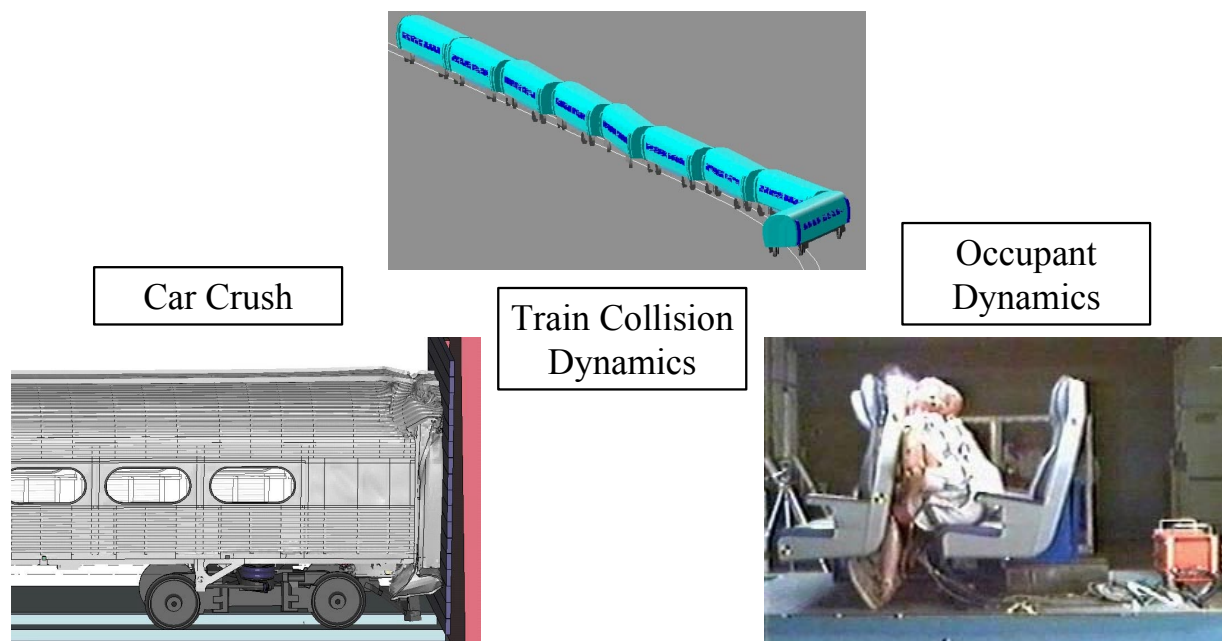 Car Crush
Train Collision
Dynamics
Occupant
Dynamics